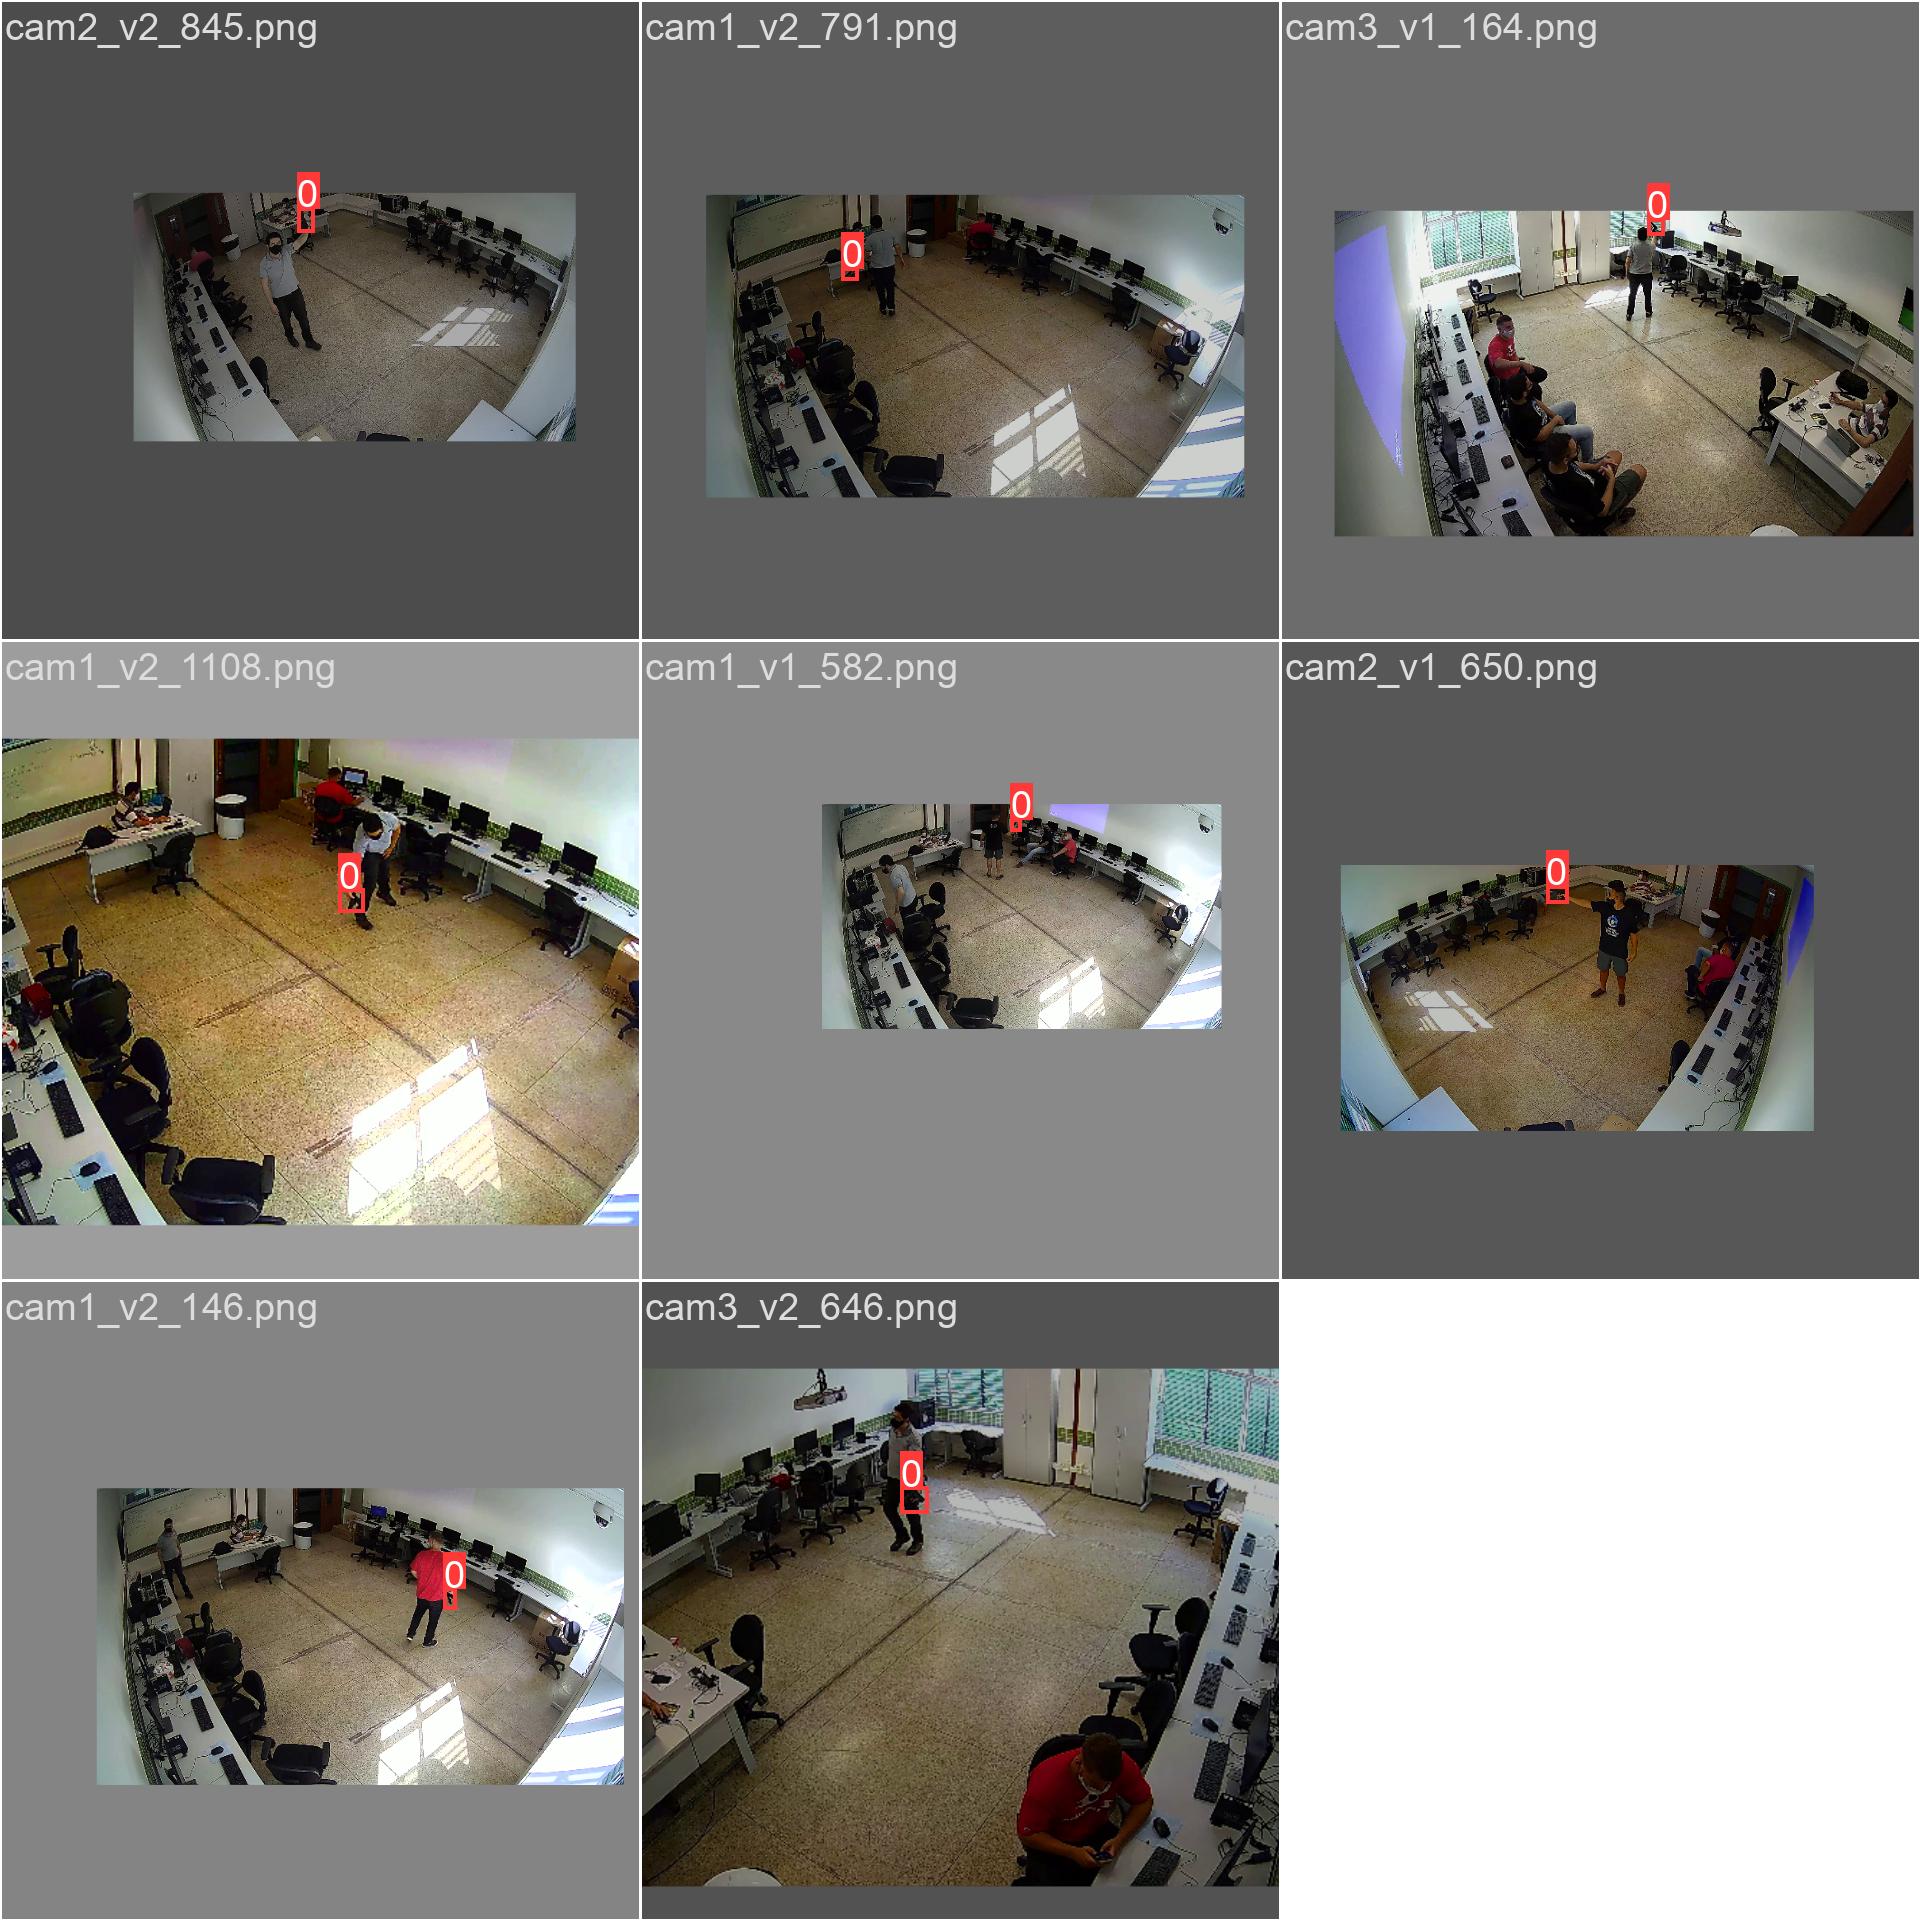 cam2_v2_845.png
cam1_v2_791.png
cam3_v1_164.png
0
0
0
cam1_v2_1108.png
cam1_v1_582.png
cam2_v1_650.png
0
0
0
cam1_v2_146.png
cam3_v2_646.png
0
0